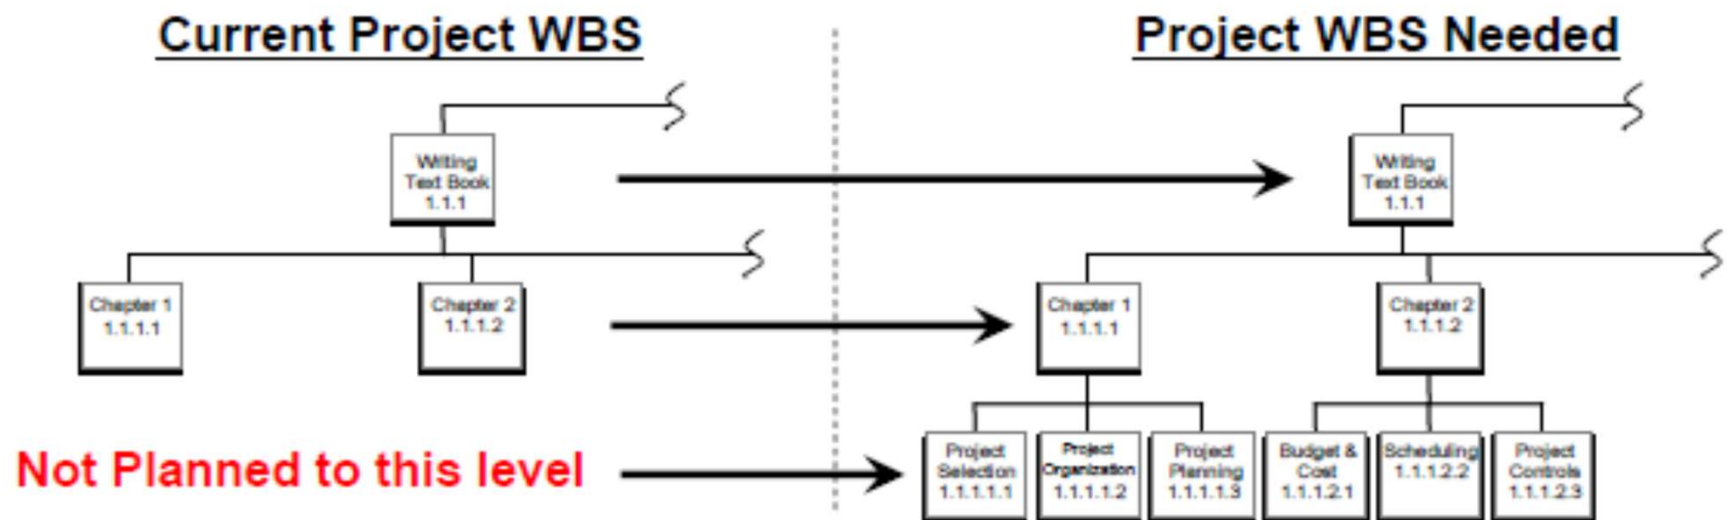 Current Project WBS
Project WBS Needed
Writing
Text Book
1.1.1
Writing
Text Book
1.1.1
Chapter 1
1.1.1.1
Chapter 2
1.1.1.2
Chapter 1
1.1.1.1
Chapter 2
1.1.1.2
Not Planned to this level
Project
Selection
1.1.1.1.1
Project
Organization
1.1.1.1.2
Project
Planning
1.1.1.1.3
Budget &
Cost
1.1.1.2.1
Scheduling
1.1.1.2.2
Project
Controls
1.1.1.2.3